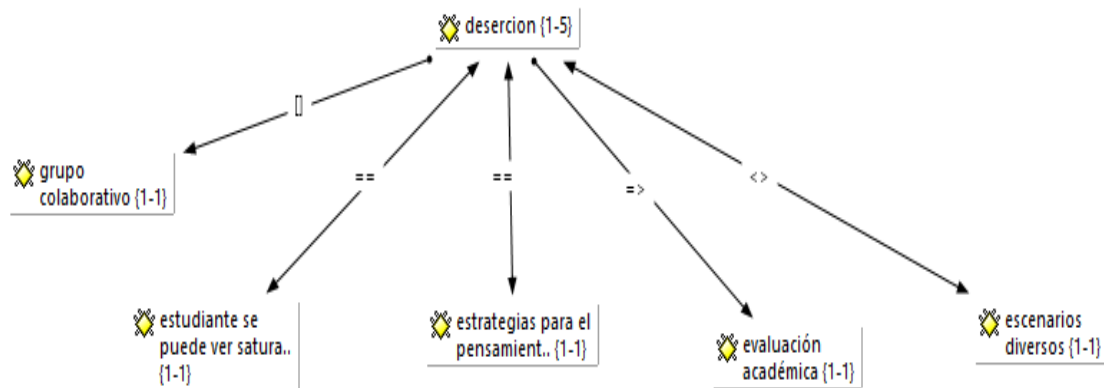 desercion {1-5}
[]
grupo
colaborativo {1-1}
==
==
=>
<>
estudiante se
puede ver satura..
{1-1}
estrategias para el
pensamient.. {1-1}
evaluación
académica {1-1}
escenarios
diversos {1-1}